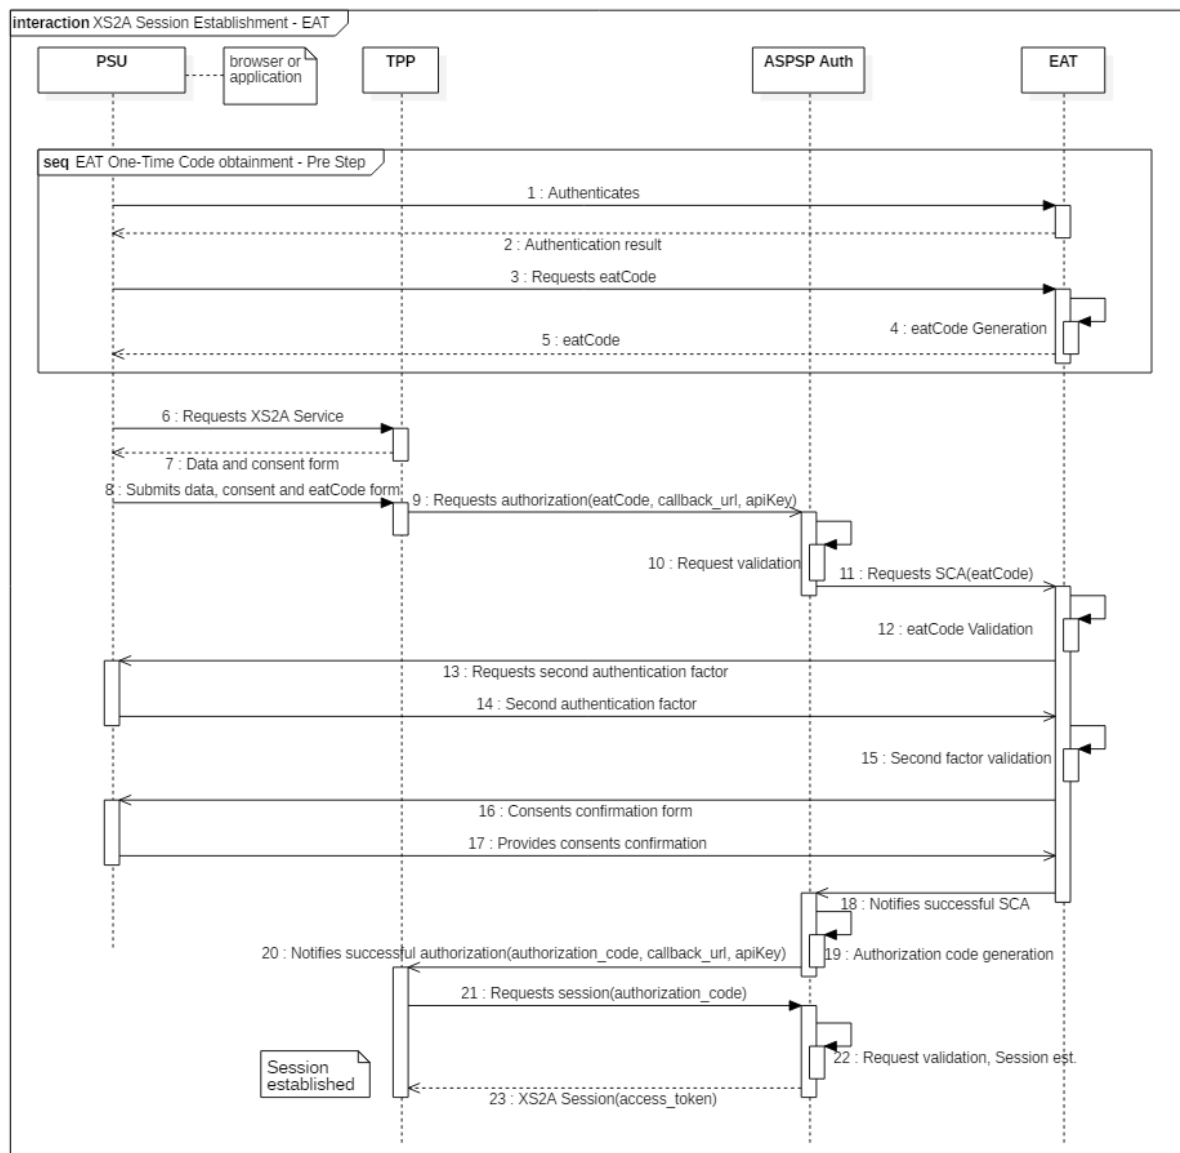 interaction XS2A Session Establishment - EAT
PSU
browser or
application
TPP
ASPSP Auth
EAT
seq EAT One-Time Code obtainment - Pre Step
1 : Authenticates
2 : Authentication result
3 : Requests eatCode
4 : eatCode Generation
5 : eatCode
6 : Requests XS2A Service
7 : Data and consent form
8 : Submits data, consent and eatCode form
9 : Requests authorization(eatCode, callback_url, apiKey)
10 : Request validation
11 : Requests SCA(eatCode)
12 : eatCode Validation
13 : Requests second authentication factor
14 : Second authentication factor
15 : Second factor validation
16 : Consents confirmation form
17 : Provides consents confirmation
18 : Notifies successful SCA
19 : Authorization code generation
20 : Notifies successful authorization(authorization_code, callback_url, apiKey)
21 : Requests session(authorization_code)
22 : Request validation, Session est.
Session
established
23 : XS2A Session(access_token)